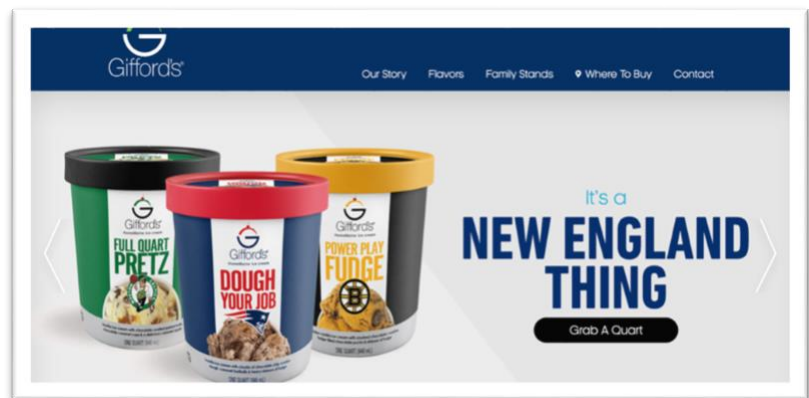 Gifford's
Our Story Flavors Family Stands Where To Buy Contact
It's a
NEW ENGLAND
THING
Grab A Quart
Gifford's
FULL QUART
PRETZ
Gifford's
DOUGH
YOUR JOB
Gifford's
POWER PLAY
FUDGE
B